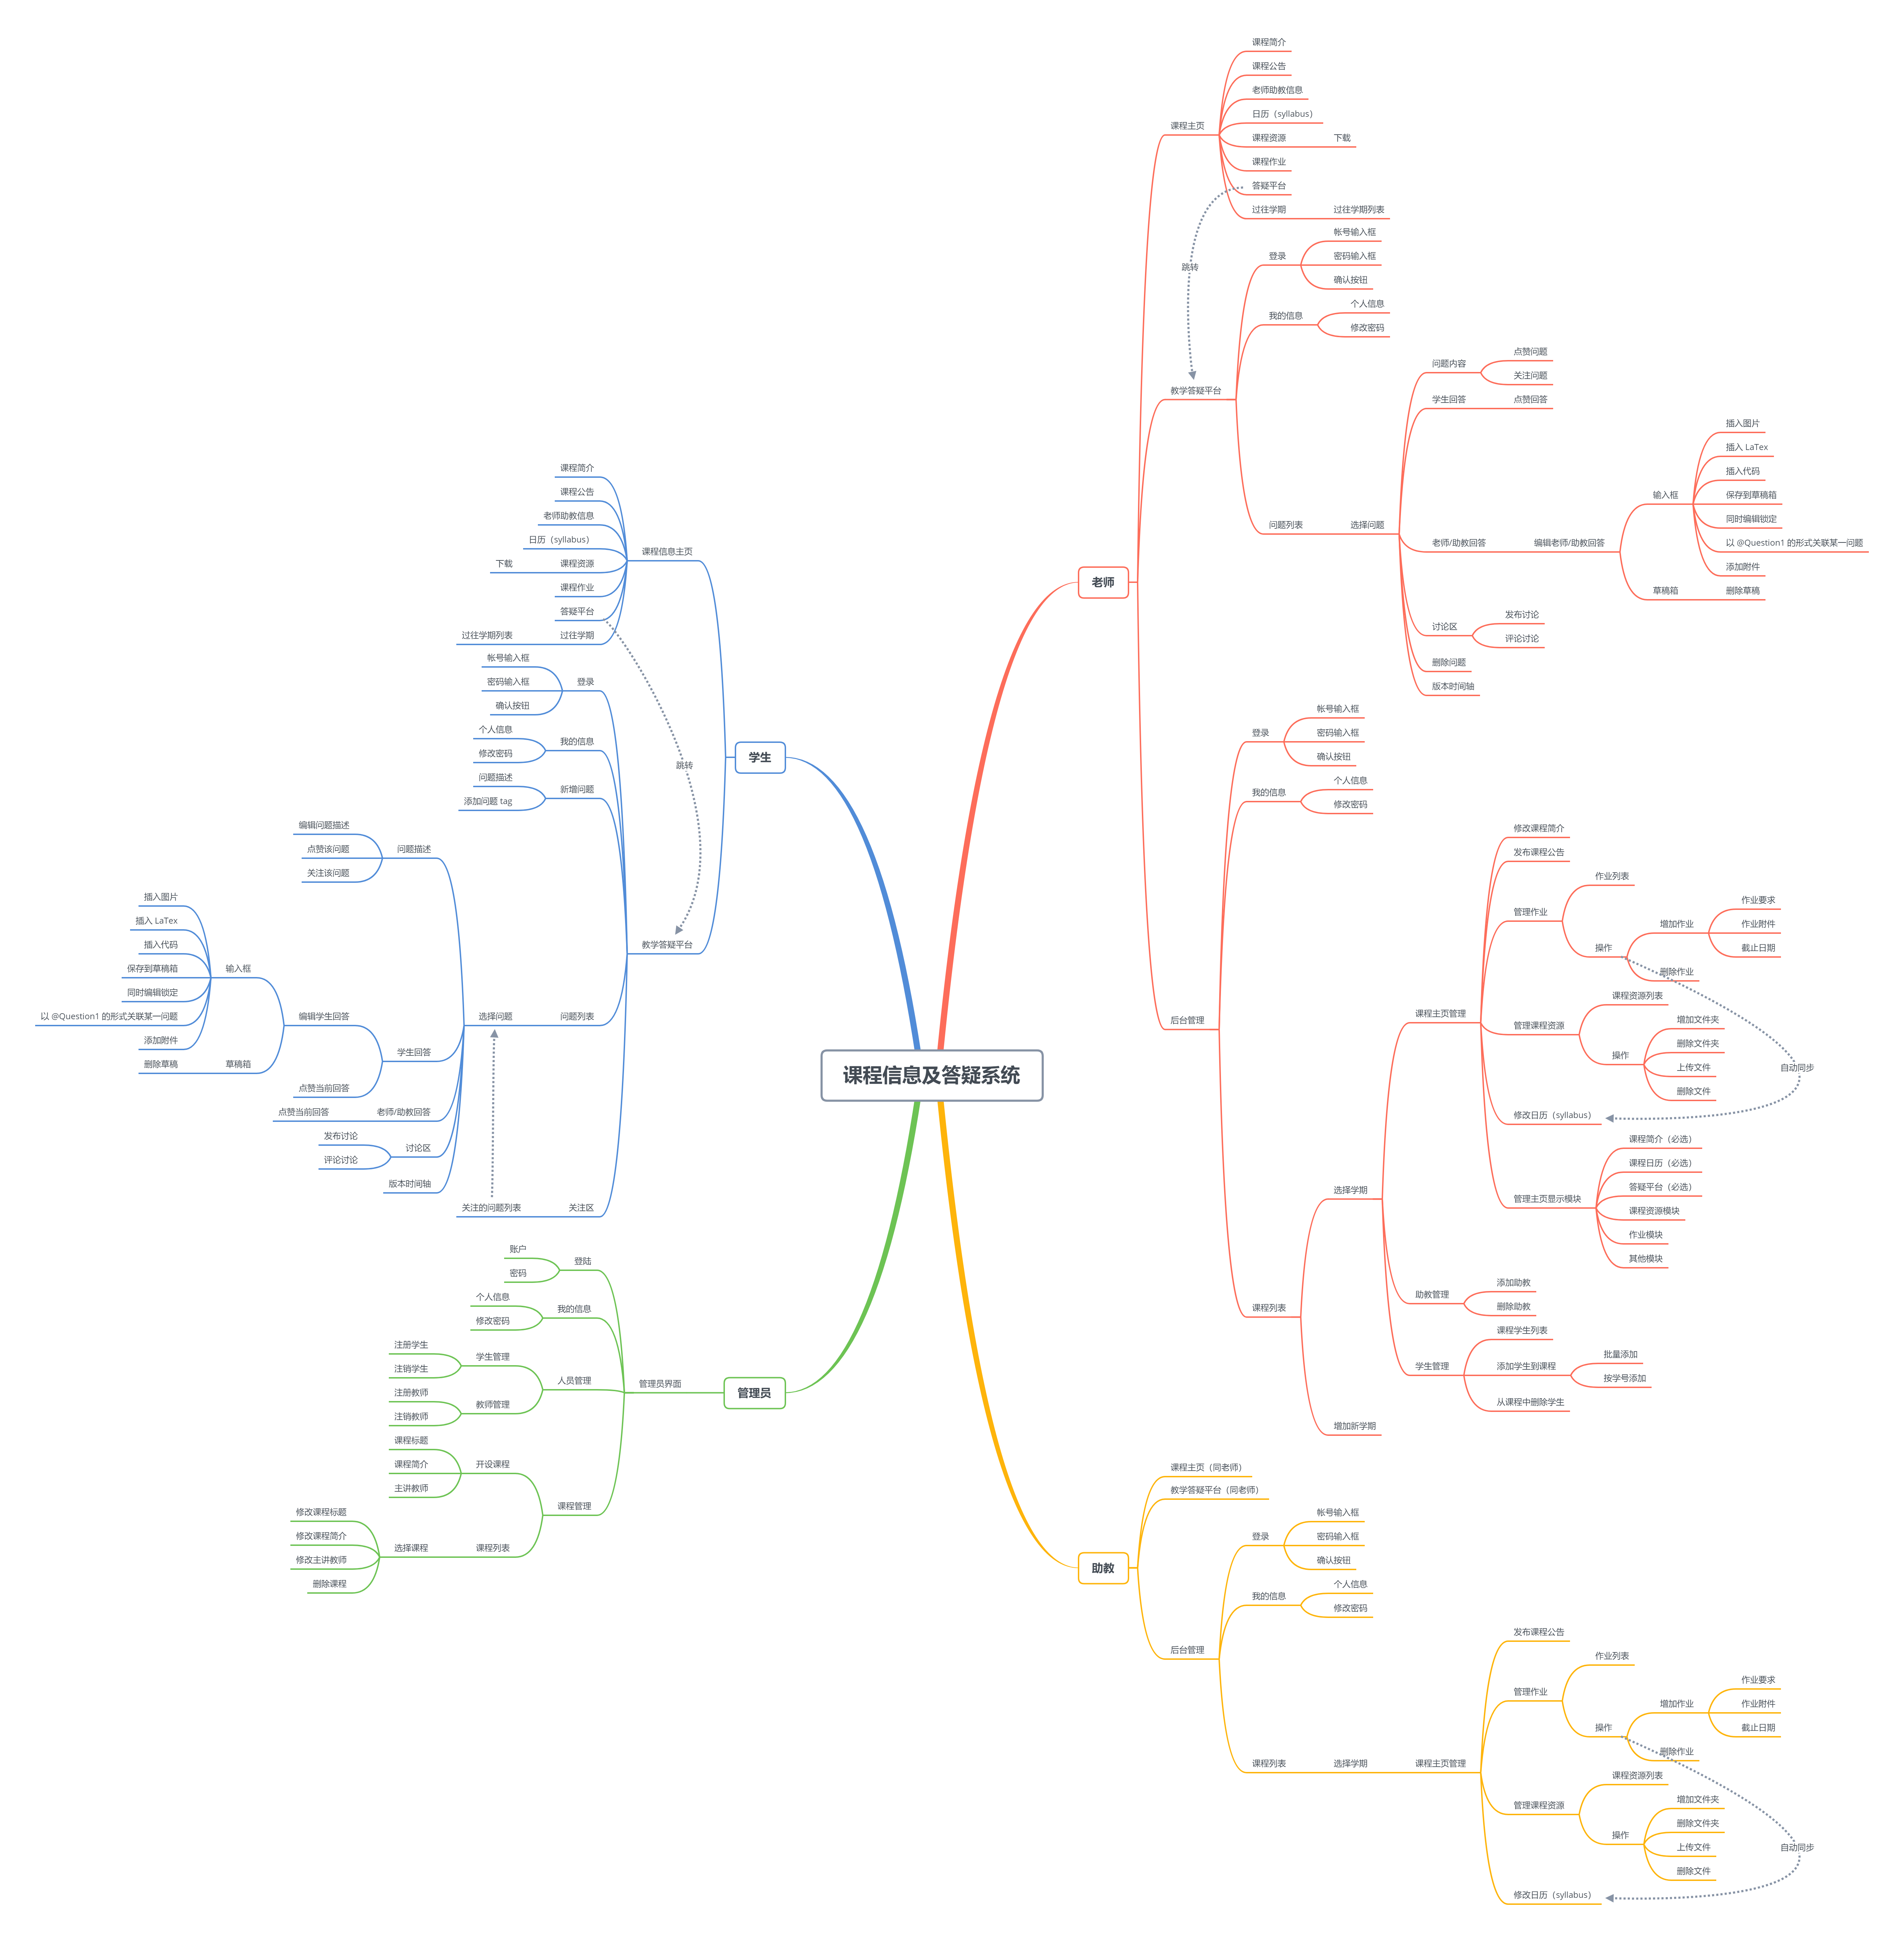 课程信息及答疑系统
老师
课程主页
课程简介
课程公告
老师助教信息
日历（syllabus）
课程资源
下载
课程作业
答疑平台
过往学期
过往学期列表
跳转
教学答疑平台
登录
帐号输入框
密码输入框
确认按钮
我的信息
个人信息
修改密码
问题列表
选择问题
问题内容
点赞问题
关注问题
学生回答
点赞回答
老师/助教回答
编辑老师/助教回答
输入框
插入图片
插入 LaTex
插入代码
保存到草稿箱
同时编辑锁定
以 @Question1 的形式关联某一问题
添加附件
草稿箱
删除草稿
讨论区
发布讨论
评论讨论
删除问题
版本时间轴
后台管理
登录
帐号输入框
密码输入框
确认按钮
我的信息
个人信息
修改密码
课程列表
选择学期
课程主页管理
修改课程简介
发布课程公告
管理作业
作业列表
操作
增加作业
作业要求
作业附件
截止日期
删除作业
管理课程资源
课程资源列表
操作
增加文件夹
删除文件夹
上传文件
删除文件
自动同步
修改日历（syllabus）
管理主页显示模块
课程简介（必选）
课程日历（必选）
答疑平台（必选）
课程资源模块
作业模块
其他模块
助教管理
添加助教
删除助教
学生管理
课程学生列表
添加学生到课程
批量添加
按学号添加
从课程中删除学生
增加新学期
助教
课程主页（同老师）
教学答疑平台（同老师）
后台管理
登录
帐号输入框
密码输入框
确认按钮
我的信息
个人信息
修改密码
课程列表
选择学期
课程主页管理
发布课程公告
管理作业
作业列表
操作
增加作业
作业要求
作业附件
截止日期
删除作业
管理课程资源
课程资源列表
操作
增加文件夹
删除文件夹
上传文件
删除文件
自动同步
修改日历（syllabus）
学生
课程信息主页
课程简介
课程公告
老师助教信息
日历（syllabus）
课程资源
下载
课程作业
答疑平台
过往学期
过往学期列表
跳转
教学答疑平台
登录
帐号输入框
密码输入框
确认按钮
我的信息
个人信息
修改密码
新增问题
问题描述
添加问题 tag
问题列表
选择问题
问题描述
编辑问题描述
点赞该问题
关注该问题
学生回答
编辑学生回答
输入框
插入图片
插入 LaTex
插入代码
保存到草稿箱
同时编辑锁定
以 @Question1 的形式关联某一问题
添加附件
草稿箱
删除草稿
点赞当前回答
老师/助教回答
点赞当前回答
讨论区
发布讨论
评论讨论
版本时间轴
关注区
关注的问题列表
管理员
管理员界面
登陆
账户
密码
我的信息
个人信息
修改密码
人员管理
学生管理
注册学生
注销学生
教师管理
注册教师
注销教师
课程管理
开设课程
课程标题
课程简介
主讲教师
课程列表
选择课程
修改课程标题
修改课程简介
修改主讲教师
删除课程